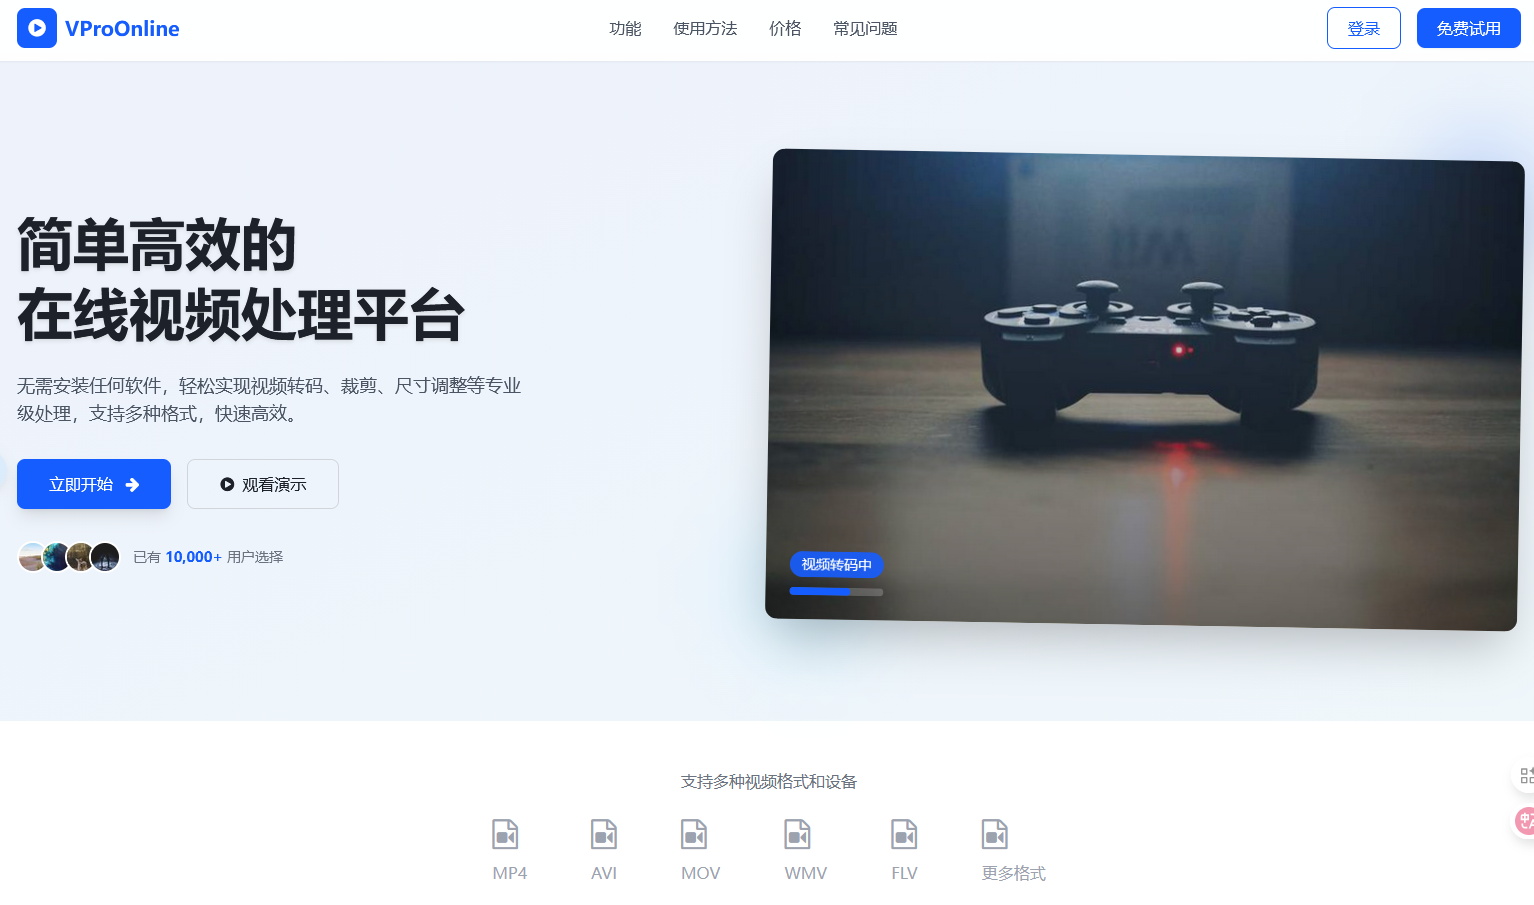 VProOnline
功能
使用方法
价格
常见问题
登录
免费试用
简单高效的
在线视频处理平台
无需安装任何软件，轻松实现视频转码、裁剪、尺寸调整等专业
级处理，支持多种格式，快速高效。
立即开始
观看演示
已有 10,000+ 用户选择
视频转码中
支持多种视频格式和设备
MP4
AVI
MOV
WMV
FLV
更多格式